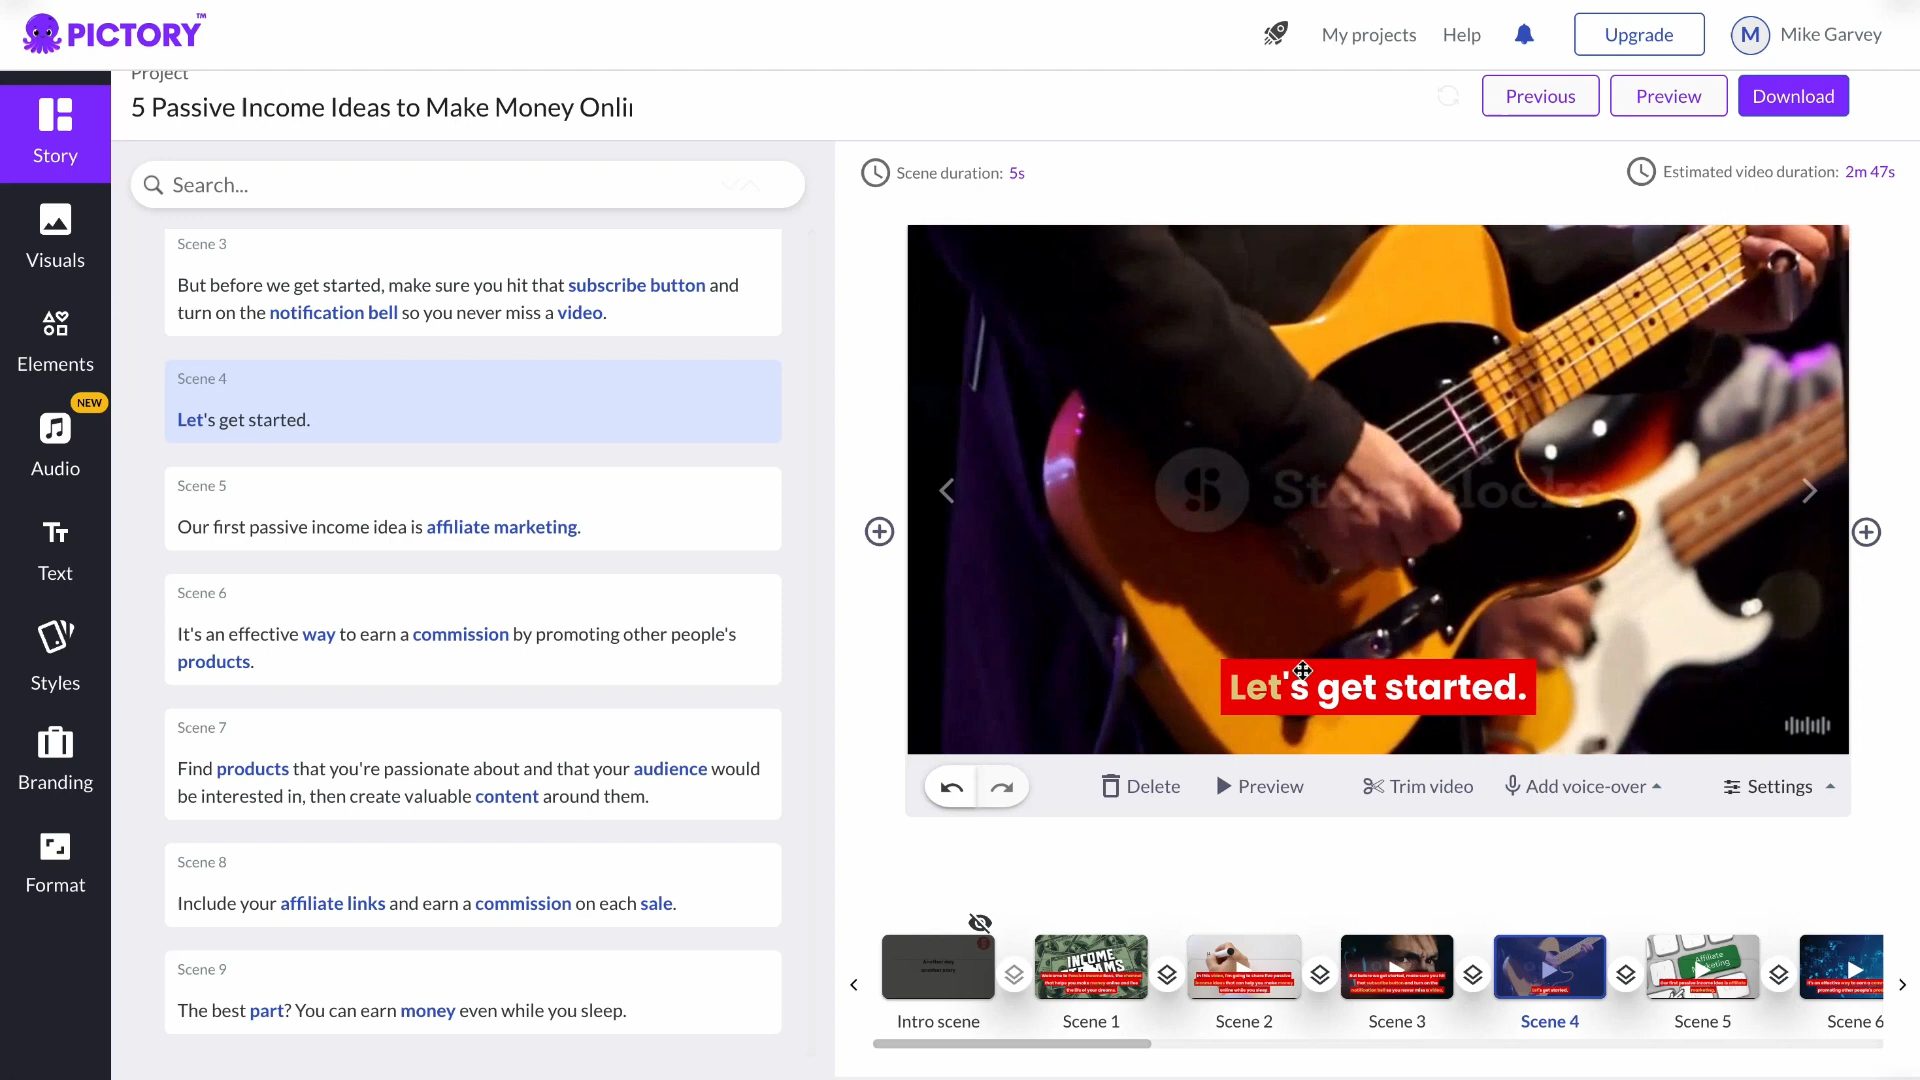 PICTORY™
My projects
Help
Upgrade
M
Mike Garvey
Project
5 Passive Income Ideas to Make Money Onli
Previous
Preview
Download
Story
Visuals
Elements
NEW
Audio
Text
Styles
Branding
Format
Search...
Scene 3
But before we get started, make sure you hit that subscribe button and
turn on the notification bell so you never miss a video.
Scene 4
Let's get started.
Scene 5
Our first passive income idea is affiliate marketing.
Scene 6
It's an effective way to earn a commission by promoting other people's
products.
Scene 7
Find products that you're passionate about and that your audience would
be interested in, then create valuable content around them.
Scene 8
Include your affiliate links and earn a commission on each sale.
Scene 9
The best part? You can earn money even while you sleep.
Scene duration: 5s
Estimated video duration: 2m 47s
Let's get started.
Delete
Preview
Trim video
Add voice-over
Settings
INCOME
STREAMS
Affiliate
Marketing
Let's get started.
Intro scene
Scene 1
Scene 2
Scene 3
Scene 4
Scene 5
Scene 6